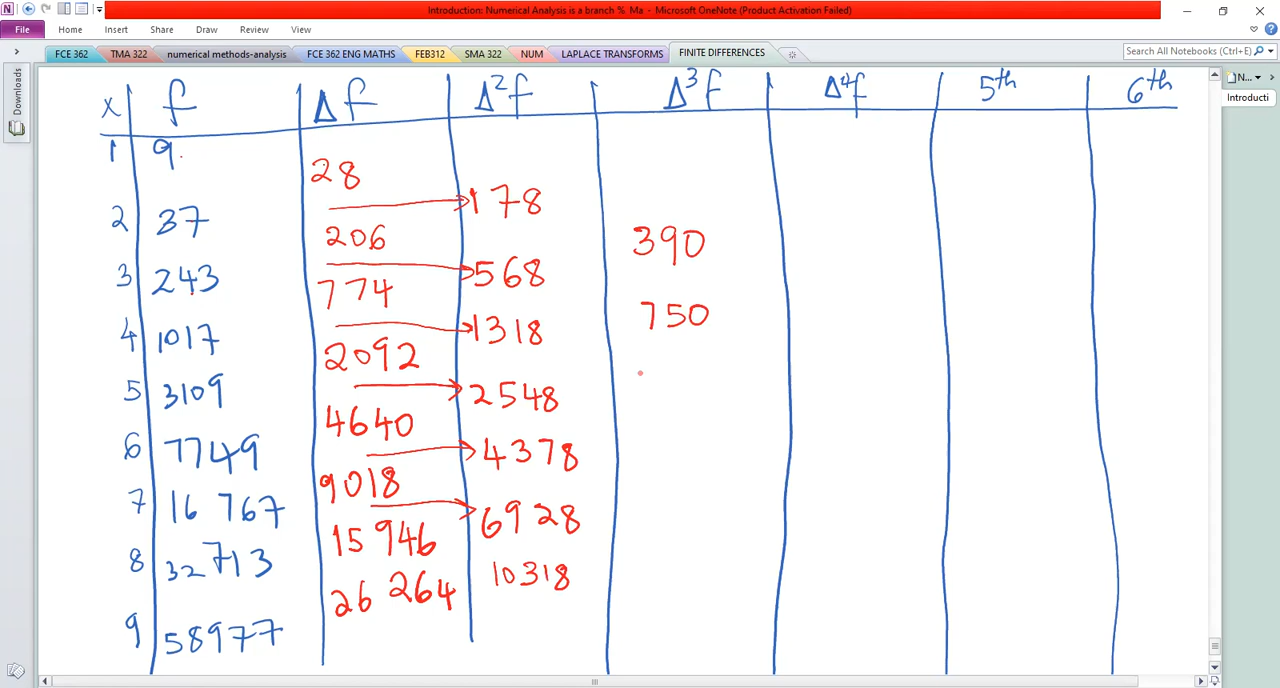 Introduction: Numerical Analysis is a branch % Ma - Microsoft OneNote (Product Activation Failed)
File Home Insert Share Draw Review View
FCE 362 TMA 322 numerical methods-analysis FCE 362 ENG MATHS FEB312 SMA 322 NUM LAPLACE TRANSFORMS FINITE DIFFERENCES
Search All Notebooks (Ctrl+E)
N...
Introducti
Downloads
x f Δf Δ²f Δ³f Δ⁴f 5th 6th
1 9.
28
178
2 37
206 390
3 243
568
774
750
4 1017
1318
2092
5 3109
2548
4640
6 7749
4378
9018
7 16 767
6928
15 946
8 32 713
10318
26 264
9 58977